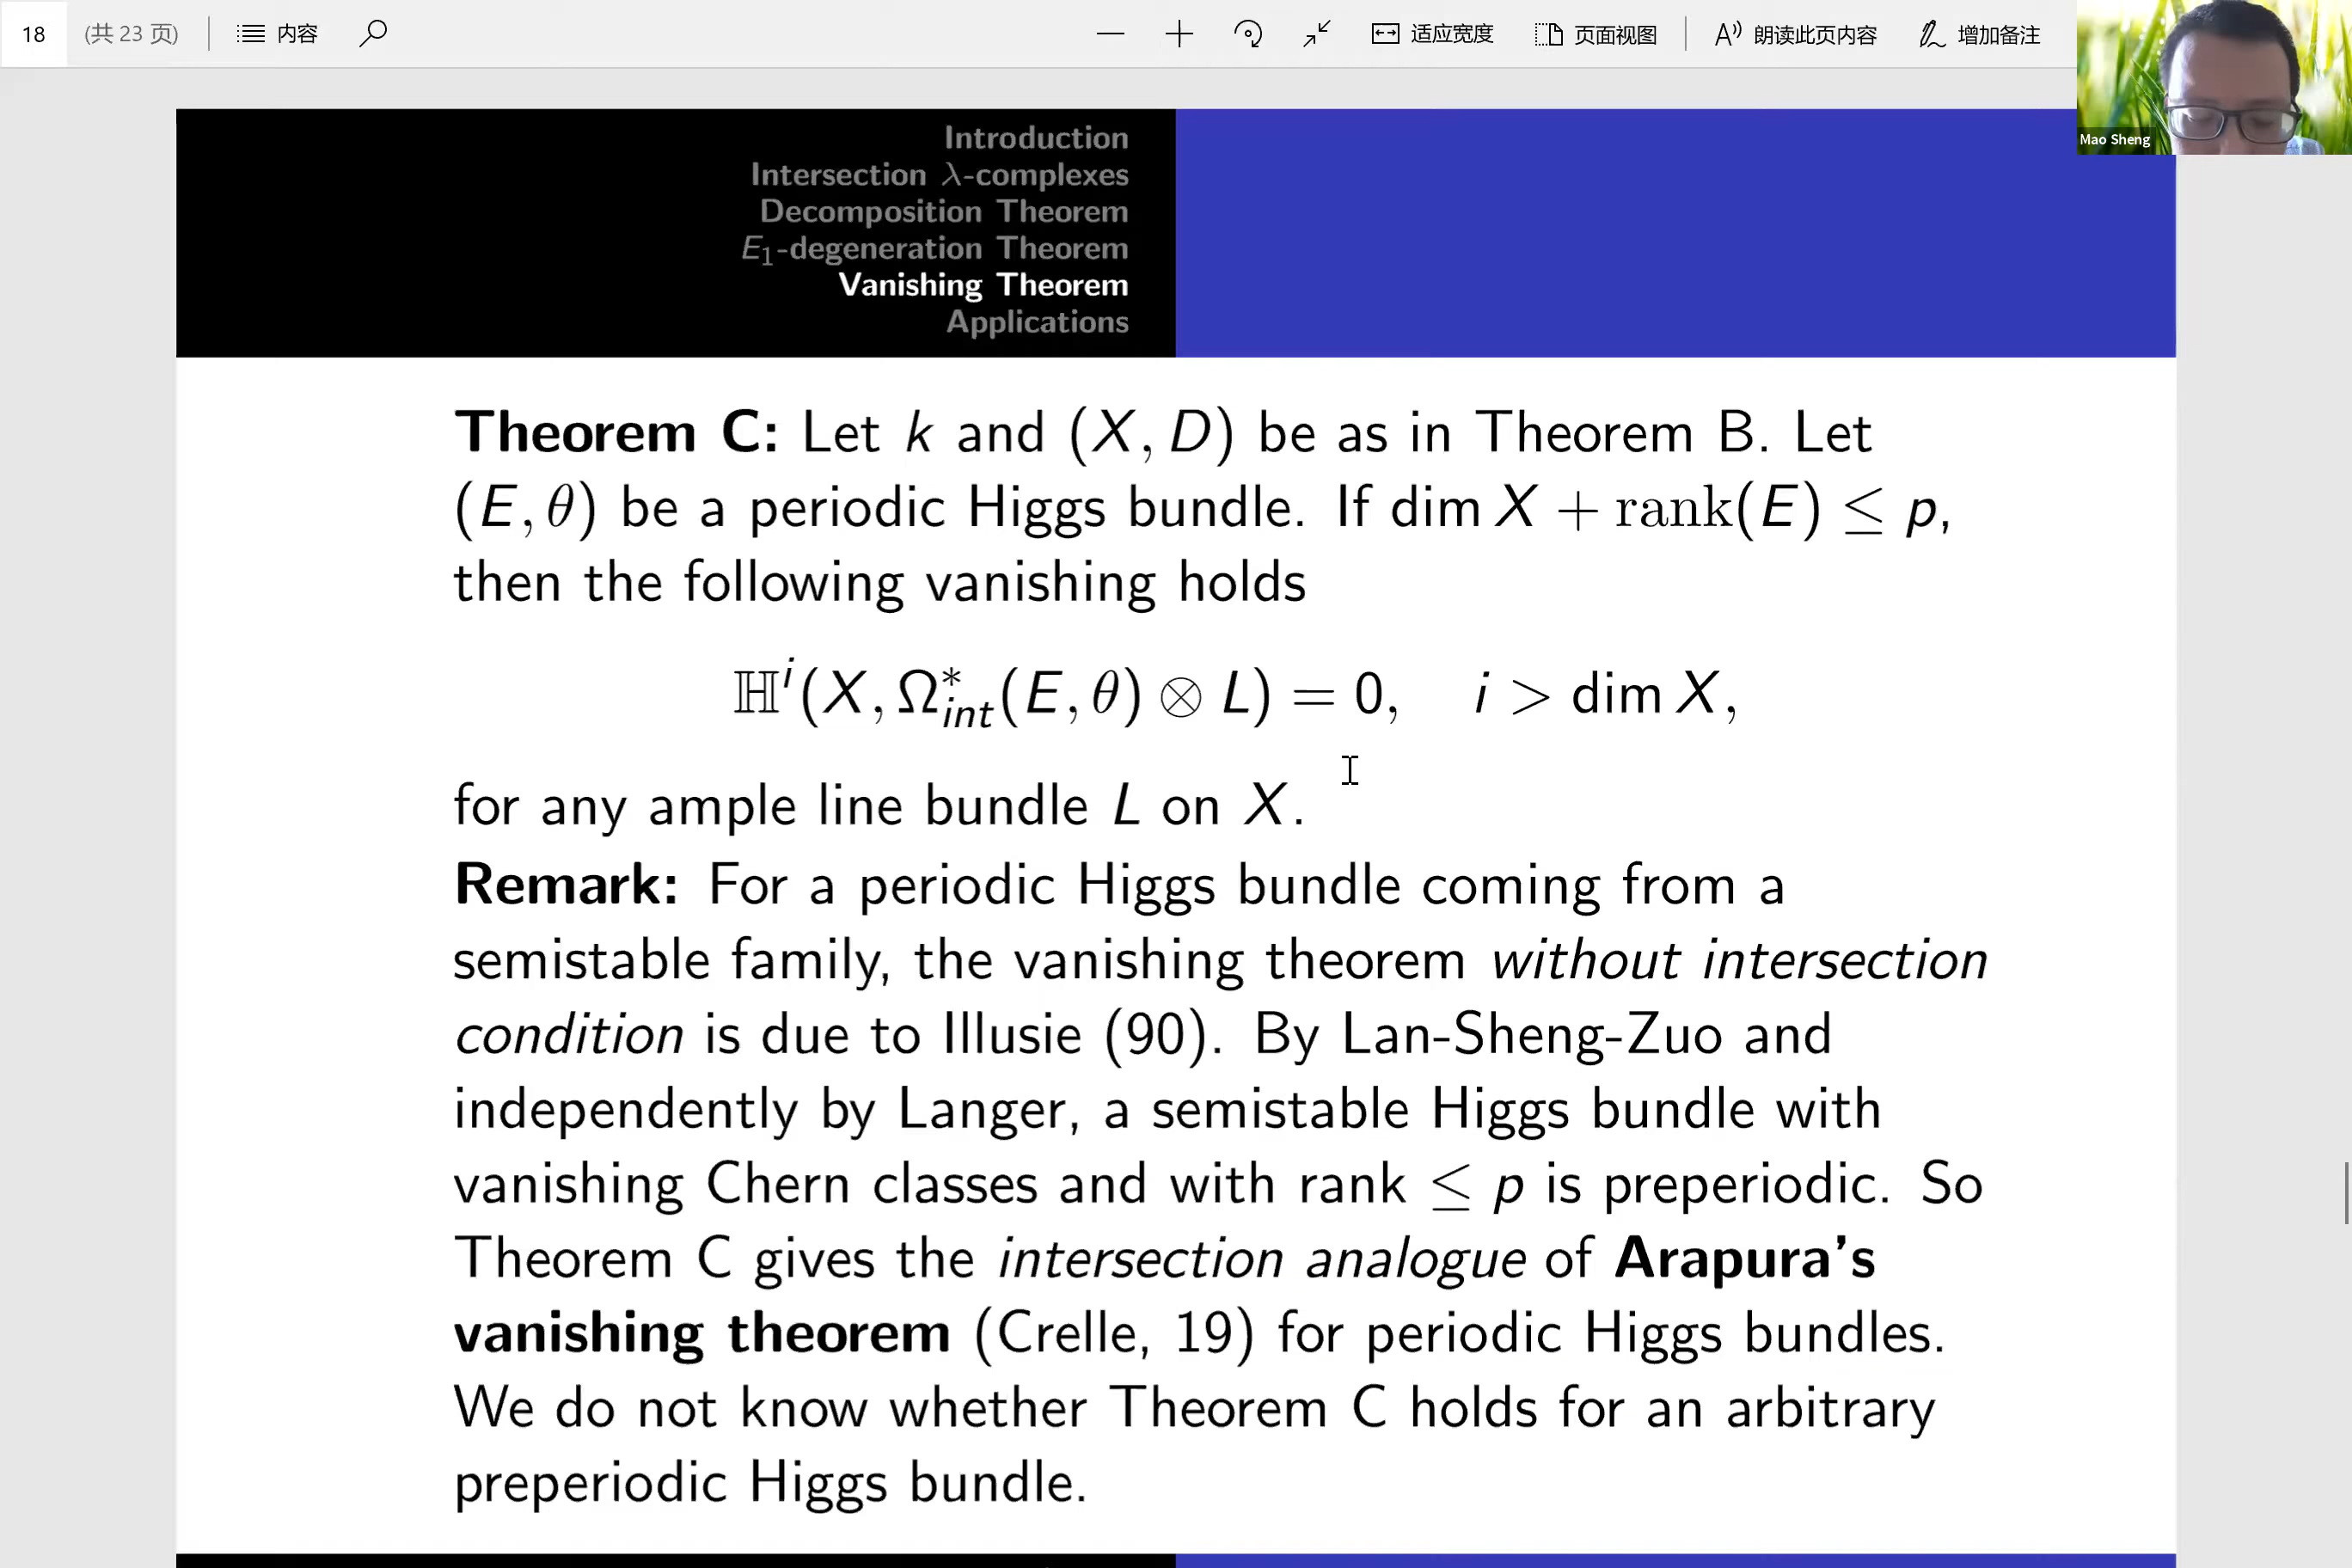 18 (共 23 页) 内容 适应宽度 页面视图 朗读此页内容 增加备注
Mao Sheng
Introduction
Intersection λ-complexes
Decomposition Theorem
E₁-degeneration Theorem
Vanishing Theorem
Applications
Theorem C: Let k and (X, D) be as in Theorem B. Let
(E, θ) be a periodic Higgs bundle. If dim X + rank(E) ≤ p,
then the following vanishing holds
ℍ^i(X, Ω^*_{int}(E, θ) ⊗ L) = 0, i > dim X,
for any ample line bundle L on X.
Remark: For a periodic Higgs bundle coming from a
semistable family, the vanishing theorem without intersection
condition is due to Illusie (90). By Lan-Sheng-Zuo and
independently by Langer, a semistable Higgs bundle with
vanishing Chern classes and with rank ≤ p is preperiodic. So
Theorem C gives the intersection analogue of Arapura's
vanishing theorem (Crelle, 19) for periodic Higgs bundles.
We do not know whether Theorem C holds for an arbitrary
preperiodic Higgs bundle.